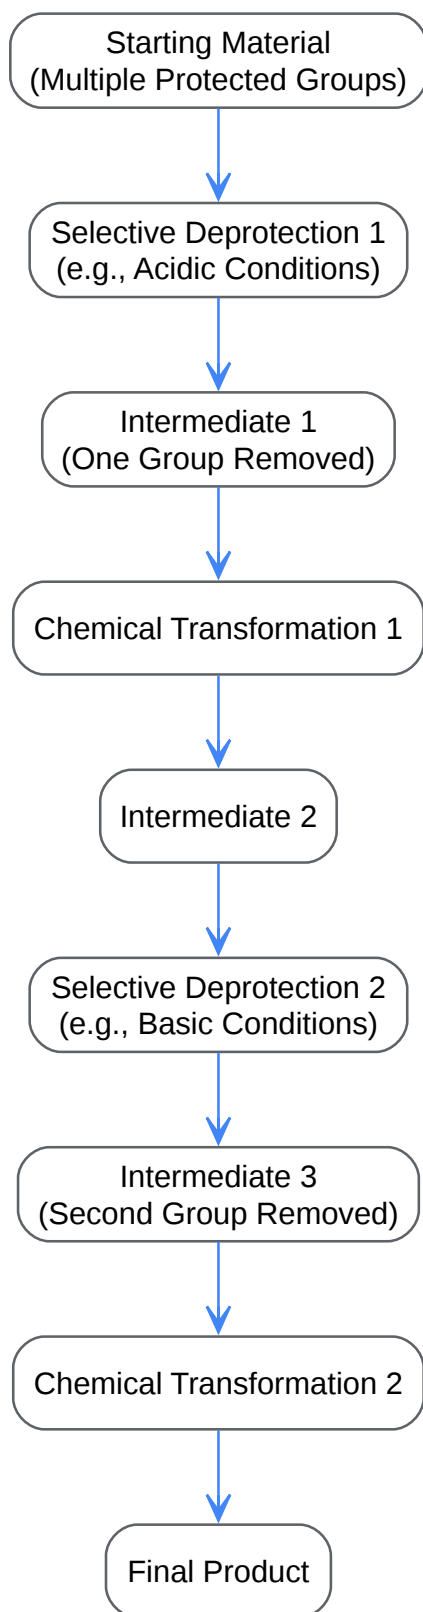 Starting Material
(Multiple Protected Groups)
Selective Deprotection 1
(e.g., Acidic Conditions)
Intermediate 1
(One Group Removed)
Chemical Transformation 1
Intermediate 2
Selective Deprotection 2
(e.g., Basic Conditions)
Intermediate 3
(Second Group Removed)
Chemical Transformation 2
Final Product